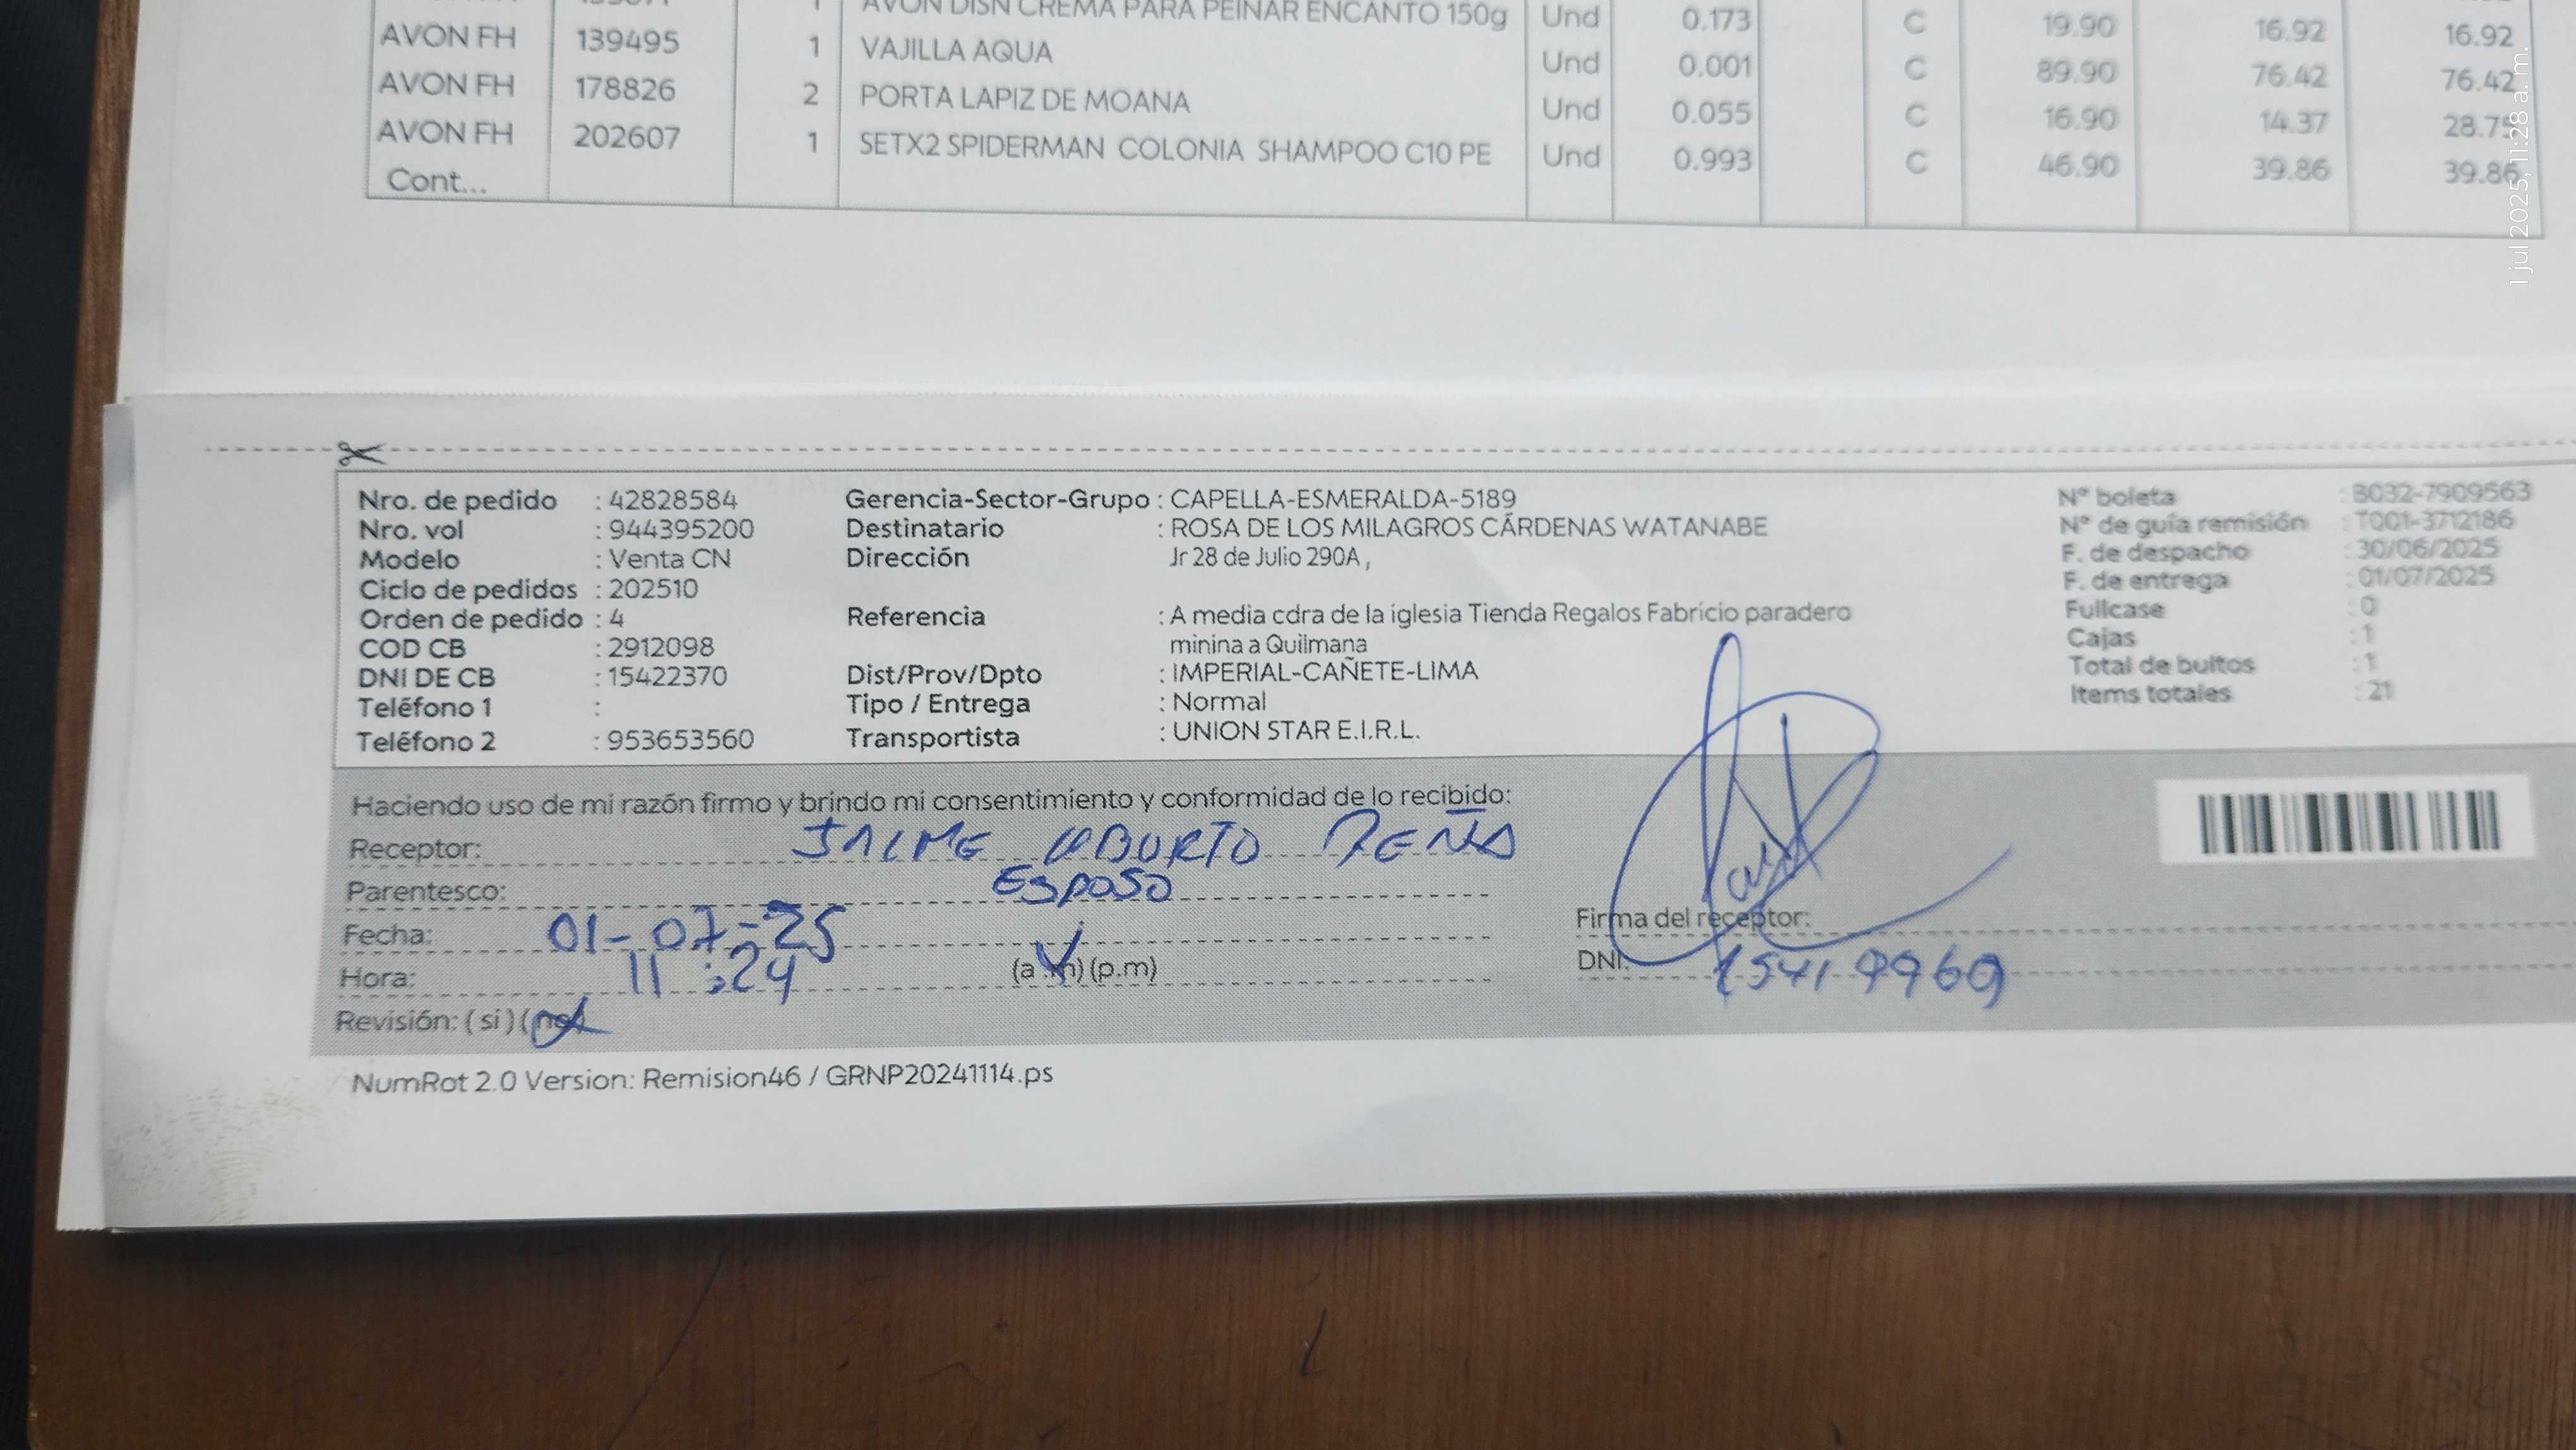 1 AVON DISN CREMA PARA PEINAR ENCANTO 150g Und 0.173 C 19.90 16.92 16.92
AVON FH 139495 1 VAJILLA AQUA Und 0.001 C 89.90 76.42 76.42
AVON FH 178826 2 PORTA LAPIZ DE MOANA Und 0.055 C 16.90 14.37 28.75
AVON FH 202607 1 SETX2 SPIDERMAN COLONIA SHAMPOO C10 PE Und 0.993 C 46.90 39.86 39.86
Cont...
1 jul 2025, 11:28 a. m.
Nro. de pedido : 42828584 Gerencia-Sector-Grupo : CAPELLA-ESMERALDA-5189 N° boleta : B032-7909563
Nro. vol : 944395200 Destinatario : ROSA DE LOS MILAGROS CÁRDENAS WATANABE N° de guía remisión : T001-3712186
Modelo : Venta CN Dirección Jr 28 de Julio 290A , F. de despacho : 30/06/2025
Ciclo de pedidos : 202510 F. de entrega : 01/07/2025
Orden de pedido : 4 Referencia : A media cdra de la iglesia Tienda Regalos Fabricio paradero Fullcase : 0
COD CB : 2912098 minina a Quilmana Cajas : 1
DNI DE CB : 15422370 Dist/Prov/Dpto : IMPERIAL-CAÑETE-LIMA Total de bultos : 1
Teléfono 1 : Tipo / Entrega : Normal Items totales : 21
Teléfono 2 : 953653560 Transportista : UNION STAR E.I.R.L.
Haciendo uso de mi razón firmo y brindo mi consentimiento y conformidad de lo recibido:
Receptor: JAIME ABURTO PEÑA
Parentesco: ESPOSO
Fecha: 01-07-25 Firma del receptor:
Hora: 11:24 (a.m) (p.m) DNI: 15419969
Revisión: ( si ) ( no )
NumRot 2.0 Version: Remision46 / GRNP20241114.ps